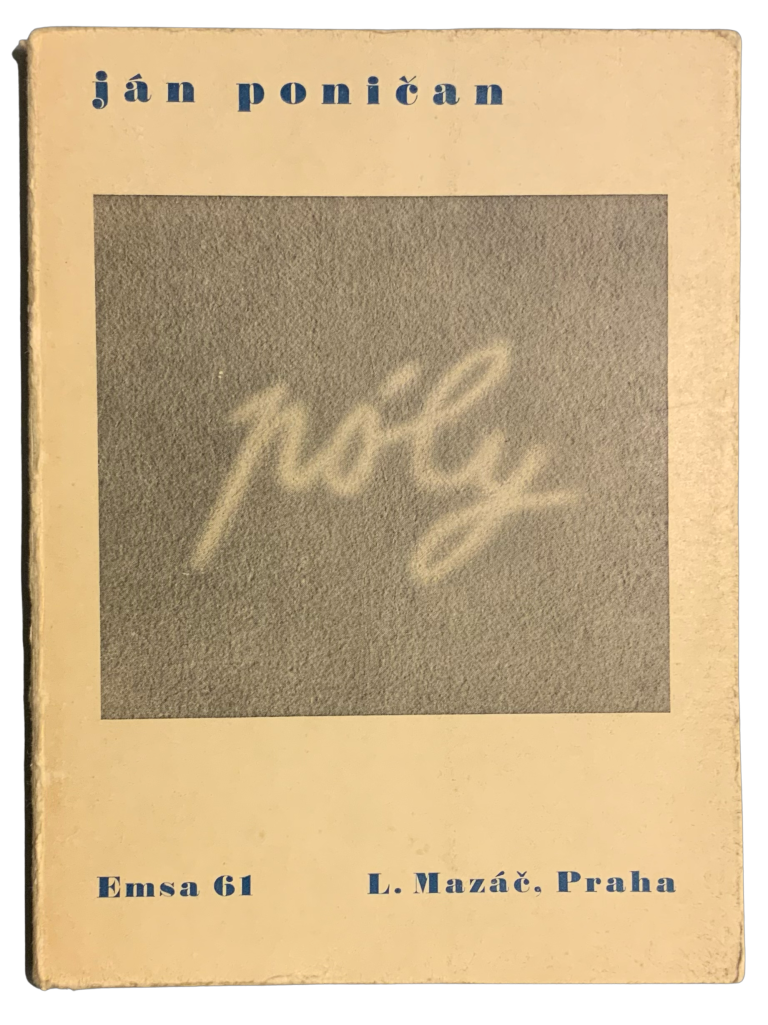 ján poničan
póly
Emsa 61 L. Mazáč, Praha